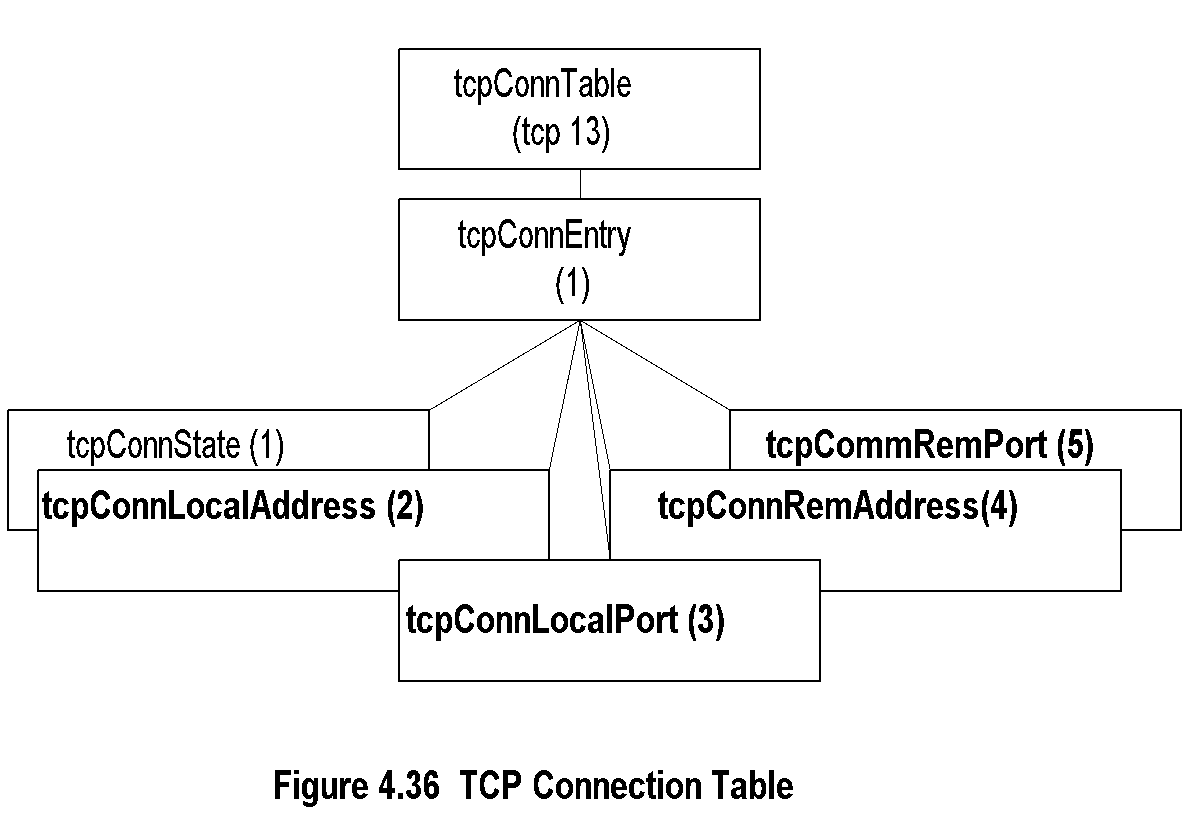 tcpConnTable
(tcp 13)
tcpConnEntry
(1)
tcpConnState (1)
tcpCommRemPort (5)
tcpConnLocalAddress (2)
tcpConnRemAddress(4)
tcpConnLocalPort (3)
Figure 4.36 TCP Connection Table